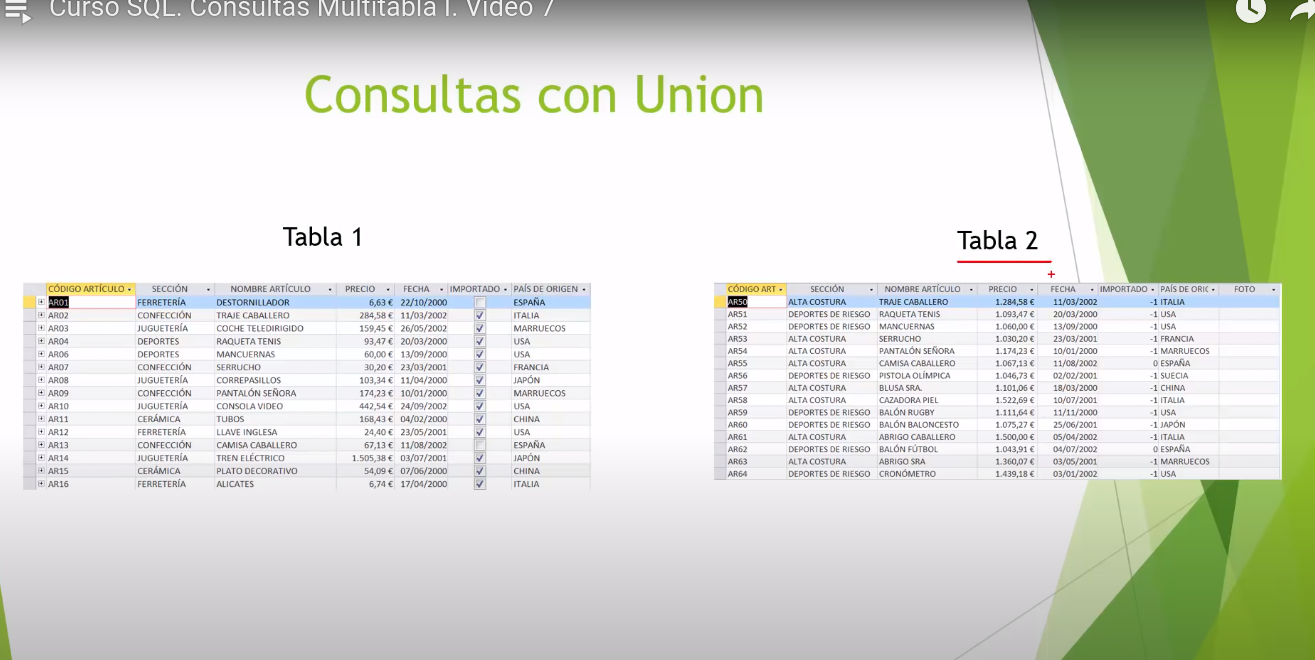 Curso SQL. Consultas Multitabla I. Vídeo 7
Consultas con Union
Tabla 1
CÓDIGO ARTÍCULO SECCIÓN NOMBRE ARTÍCULO PRECIO FECHA IMPORTADO PAÍS DE ORIGEN
AR01 FERRETERÍA DESTORNILLADOR 6,63 € 22/10/2000 ESPAÑA
AR02 CONFECCIÓN TRAJE CABALLERO 284,58 € 11/03/2002 ITALIA
AR03 JUGUETERÍA COCHE TELEDIRIGIDO 159,45 € 26/05/2002 MARRUECOS
AR04 DEPORTES RAQUETA TENIS 93,47 € 20/03/2000 USA
AR06 DEPORTES MANCUERNAS 60,00 € 13/09/2000 USA
AR07 CONFECCIÓN SERRUCHO 30,20 € 23/03/2001 FRANCIA
AR08 JUGUETERÍA CORREPASILLOS 103,34 € 11/04/2000 JAPÓN
AR09 CONFECCIÓN PANTALÓN SEÑORA 174,23 € 10/01/2000 MARRUECOS
AR10 JUGUETERÍA CONSOLA VIDEO 442,54 € 24/09/2002 USA
AR11 CERÁMICA TUBOS 168,43 € 04/02/2000 CHINA
AR12 FERRETERÍA LLAVE INGLESA 24,40 € 23/05/2001 USA
AR13 CONFECCIÓN CAMISA CABALLERO 67,13 € 11/08/2002 ESPAÑA
AR14 JUGUETERÍA TREN ELÉCTRICO 1.505,38 € 03/07/2001 JAPÓN
AR15 CERÁMICA PLATO DECORATIVO 54,09 € 07/06/2000 CHINA
AR16 FERRETERÍA ALICATES 6,74 € 17/04/2000 ITALIA
Tabla 2
CÓDIGO ART SECCIÓN NOMBRE ARTÍCULO PRECIO FECHA IMPORTADO PAÍS DE ORIG FOTO
AR50 ALTA COSTURA TRAJE CABALLERO 1.284,58 € 11/03/2002 -1 ITALIA
AR51 DEPORTES DE RIESGO RAQUETA TENIS 1.093,47 € 20/03/2000 -1 USA
AR52 DEPORTES DE RIESGO MANCUERNAS 1.060,00 € 13/09/2000 -1 USA
AR53 ALTA COSTURA SERRUCHO 1.030,20 € 23/03/2001 -1 FRANCIA
AR54 ALTA COSTURA PANTALÓN SEÑORA 1.174,23 € 10/01/2000 -1 MARRUECOS
AR55 ALTA COSTURA CAMISA CABALLERO 1.067,13 € 11/08/2002 0 ESPAÑA
AR56 DEPORTES DE RIESGO PISTOLA OLÍMPICA 1.046,73 € 02/02/2001 -1 SUECIA
AR57 ALTA COSTURA BLUSA SRA. 1.101,06 € 18/03/2000 -1 CHINA
AR58 ALTA COSTURA CAZADORA PIEL 1.522,69 € 10/07/2001 -1 ITALIA
AR59 DEPORTES DE RIESGO BALÓN RUGBY 1.111,64 € 11/11/2000 -1 USA
AR60 DEPORTES DE RIESGO BALÓN BALONCESTO 1.075,27 € 25/06/2001 -1 JAPÓN
AR61 ALTA COSTURA ABRIGO CABALLERO 1.500,00 € 05/04/2002 -1 ITALIA
AR62 DEPORTES DE RIESGO BALÓN FÚTBOL 1.043,91 € 04/07/2002 0 ESPAÑA
AR63 ALTA COSTURA ABRIGO SRA 1.360,07 € 03/05/2001 -1 MARRUECOS
AR64 DEPORTES DE RIESGO CRONÓMETRO 1.439,18 € 03/01/2002 -1 USA